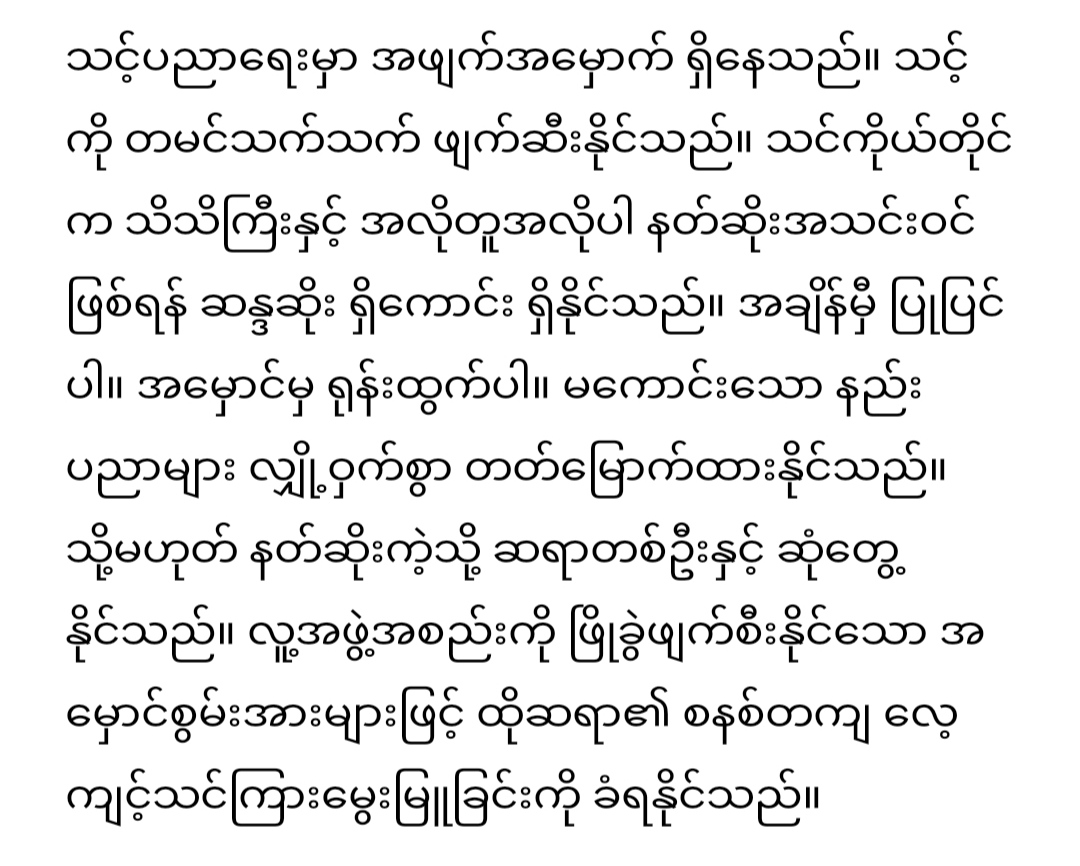 သင့်ပညာရေးမှာ အဖျက်အမှောက် ရှိနေသည်။ သင့်
ကို တမင်သက်သက် ဖျက်ဆီးနိုင်သည်။ သင်ကိုယ်တိုင်
က သိသိကြီးနှင့် အလိုတူအလိုပါ နတ်ဆိုးအသင်းဝင်
ဖြစ်ရန် ဆန္ဒဆိုး ရှိကောင်း ရှိနိုင်သည်။ အချိန်မှီ ပြုပြင်
ပါ။ အမှောင်မှ ရုန်းထွက်ပါ။ မကောင်းသော နည်း
ပညာများ လျှို့ဝှက်စွာ တတ်မြောက်ထားနိုင်သည်။
သို့မဟုတ် နတ်ဆိုးကဲ့သို့ ဆရာတစ်ဦးနှင့် ဆုံတွေ့
နိုင်သည်။ လူ့အဖွဲ့အစည်းကို ဖြိုခွဲဖျက်စီးနိုင်သော အ
မှောင်စွမ်းအားများဖြင့် ထိုဆရာ၏ စနစ်တကျ လေ့
ကျင့်သင်ကြားမွေးမြူခြင်းကို ခံရနိုင်သည်။